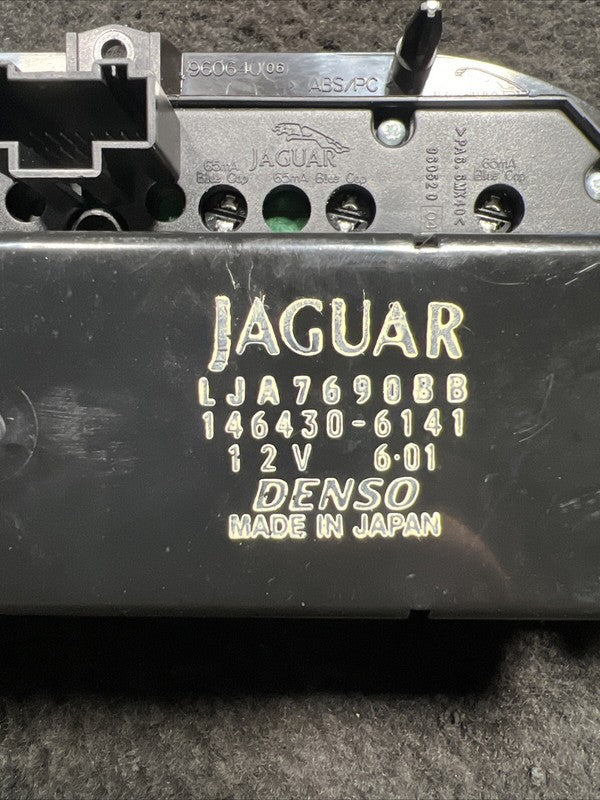 960640(06)
ABS/PC
JAGUAR
65mA
Blue Cap
65mA Blue Cap
65mA
Blue Cap
JAGUAR
LJA7690BB
146430-6141
12V 6·01
DENSO
MADE IN JAPAN